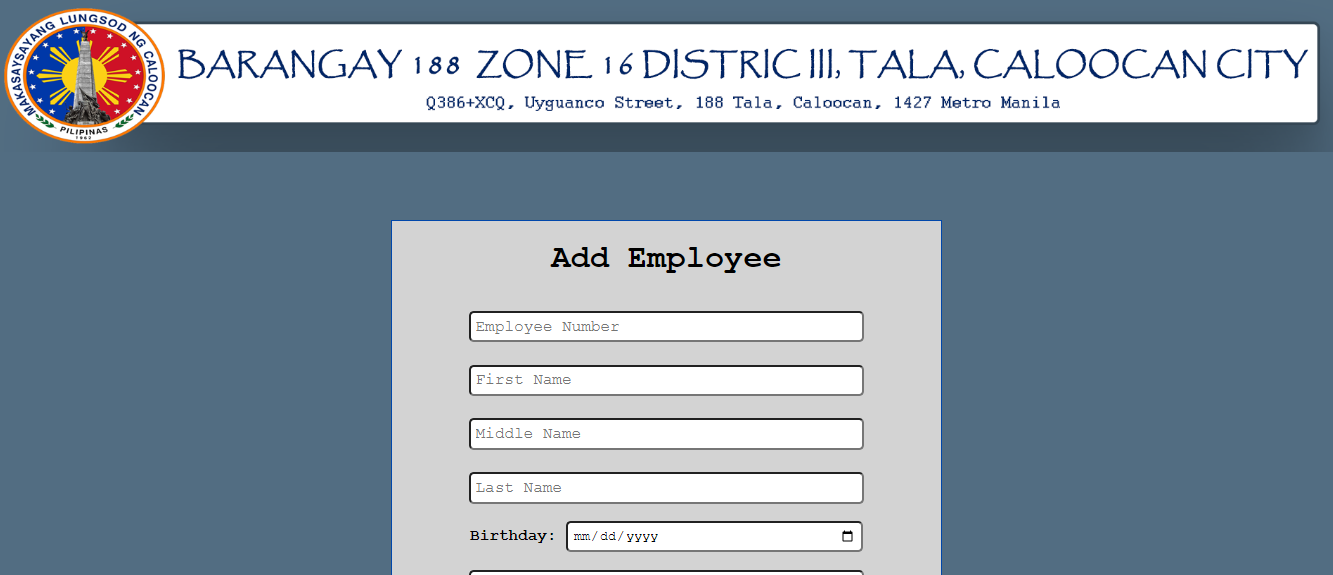 MAKASAYSAYANG LUNGSOD NG CALOOCAN
PILIPINAS
1962
BARANGAY 188 ZONE 16 DISTRIC III, TALA, CALOOCAN CITY
Q386+XCQ, Uyguanco Street, 188 Tala, Caloocan, 1427 Metro Manila
Add Employee
Employee Number
First Name
Middle Name
Last Name
Birthday: mm/dd/yyyy